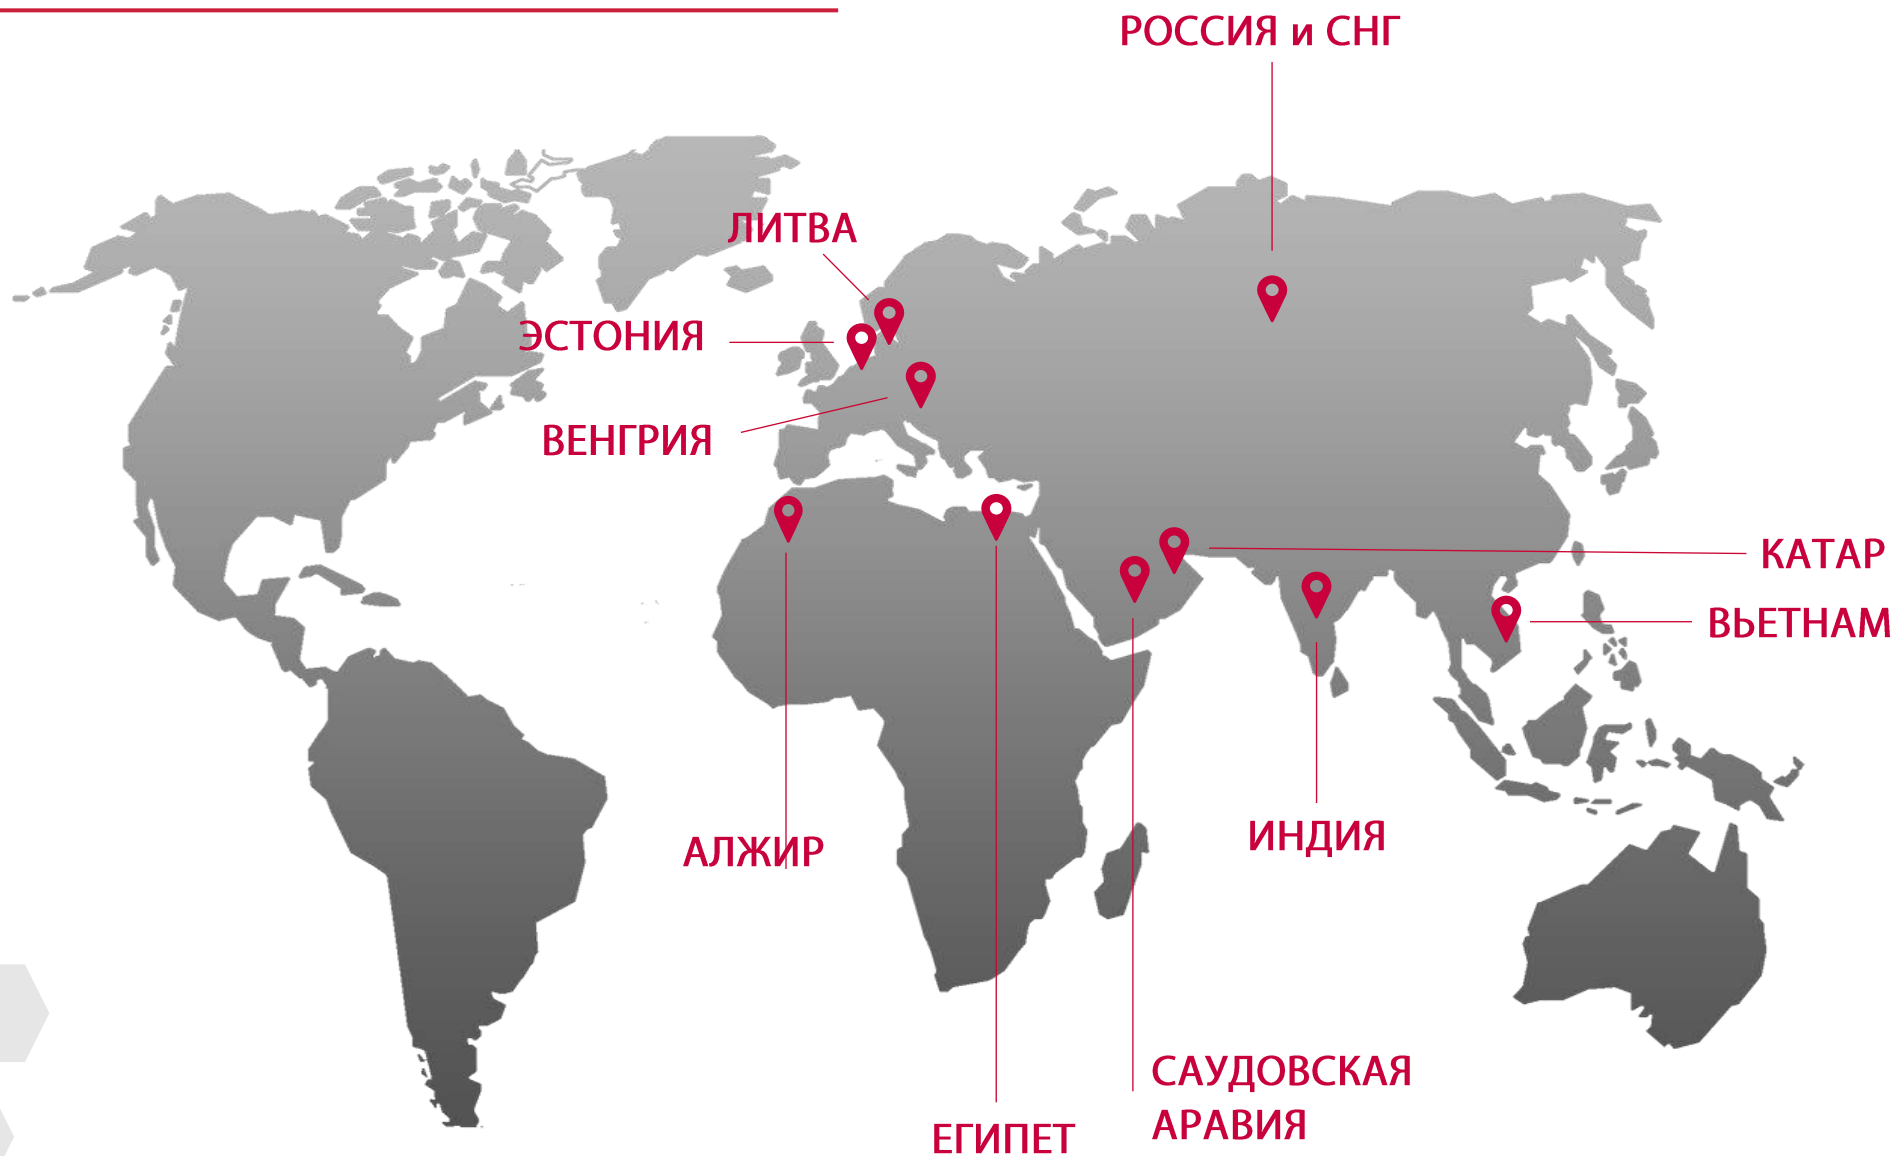 РОССИЯ и СНГ
ЛИТВА
ЭСТОНИЯ
ВЕНГРИЯ
КАТАР
ВЬЕТНАМ
ИНДИЯ
АЛЖИР
САУДОВСКАЯ
АРАВИЯ
ЕГИПЕТ